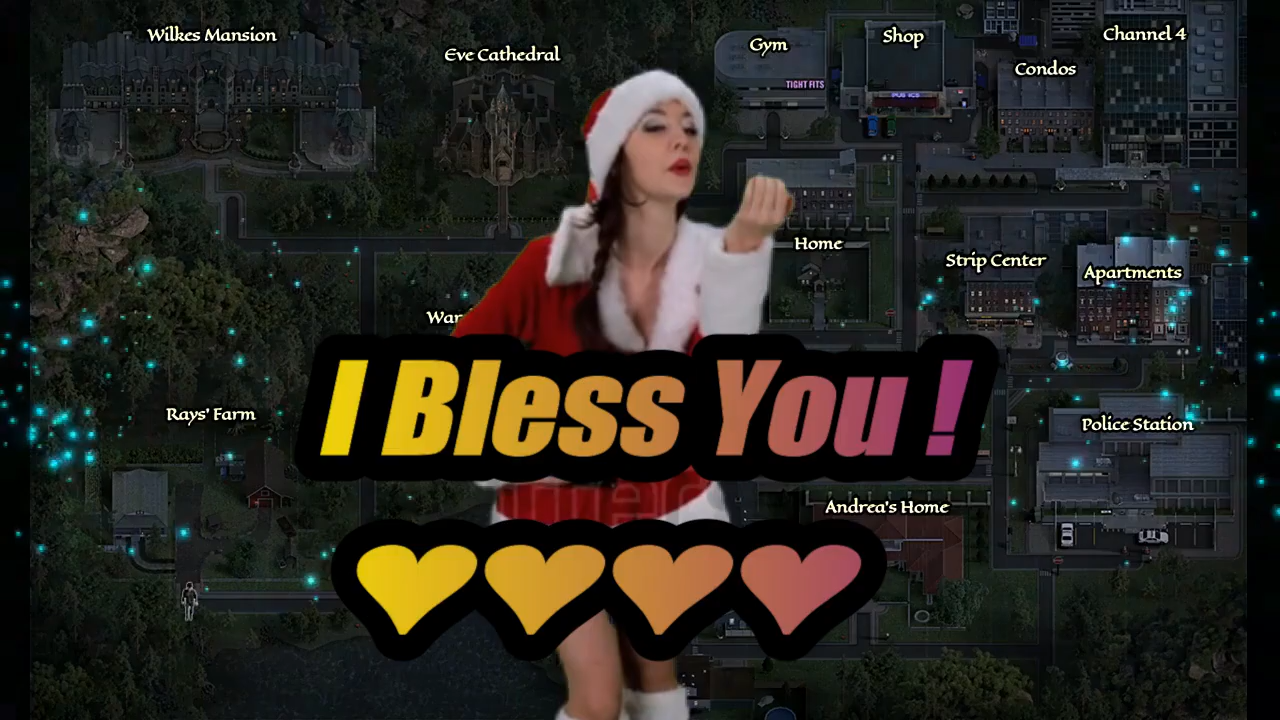 Wilkes Mansion
Eve Cathedral
Gym
Shop
Channel 4
Condos
TIGHT FITS
Home
Strip Center
Apartments
I Bless You !
Rays' Farm
Police Station
Andrea's Home